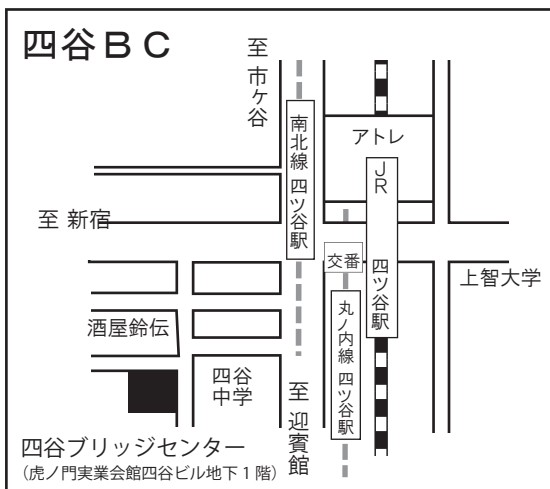 四谷ＢＣ
至 市ヶ谷
南北線 四ツ谷駅
アトレ
JR 四ツ谷駅
至 新宿
交番
上智大学
丸ノ内線 四ツ谷駅
酒屋鈴伝
四谷
中学
至 迎賓館
四谷ブリッジセンター
（虎ノ門実業会館四谷ビル地下１階）